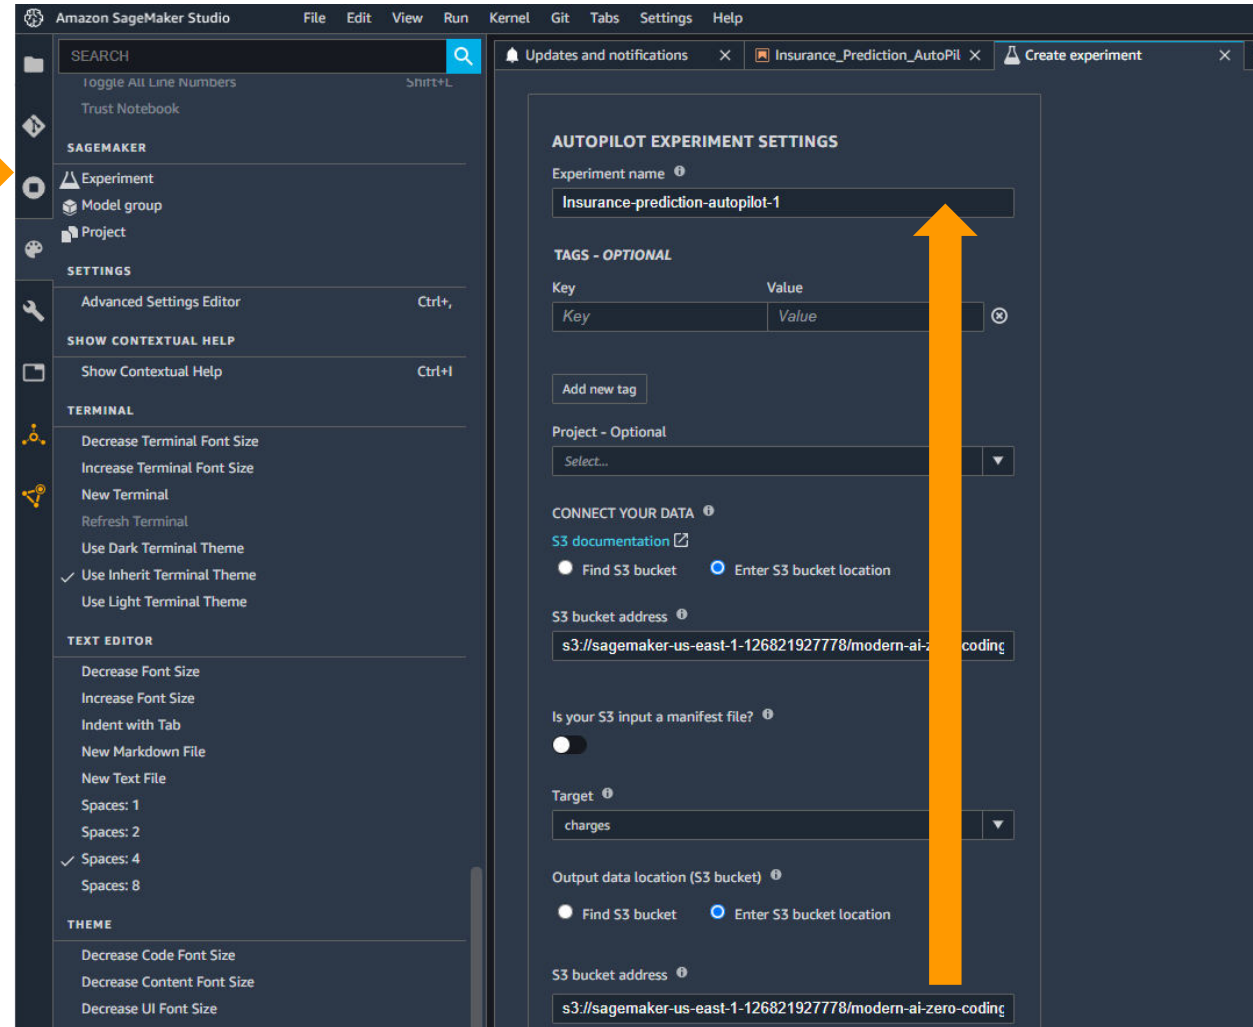 Amazon SageMaker Studio File Edit View Run Kernel Git Tabs Settings Help
SEARCH
Toggle All Line Numbers Shift+L
Trust Notebook
SAGEMAKER
Experiment
Model group
Project
SETTINGS
Advanced Settings Editor Ctrl+,
SHOW CONTEXTUAL HELP
Show Contextual Help Ctrl+I
TERMINAL
Decrease Terminal Font Size
Increase Terminal Font Size
New Terminal
Refresh Terminal
Use Dark Terminal Theme
Use Inherit Terminal Theme
Use Light Terminal Theme
TEXT EDITOR
Decrease Font Size
Increase Font Size
Indent with Tab
New Markdown File
New Text File
Spaces: 1
Spaces: 2
Spaces: 4
Spaces: 8
THEME
Decrease Code Font Size
Decrease Content Font Size
Decrease UI Font Size
Updates and notifications Insurance_Prediction_AutoPil Create experiment
AUTOPILOT EXPERIMENT SETTINGS
Experiment name
Insurance-prediction-autopilot-1
TAGS - OPTIONAL
Key Value
Key Value
Add new tag
Project - Optional
Select...
CONNECT YOUR DATA
S3 documentation
Find S3 bucket Enter S3 bucket location
S3 bucket address
s3://sagemaker-us-east-1-126821927778/modern-ai-z coding
Is your S3 input a manifest file?
Target
charges
Output data location (S3 bucket)
Find S3 bucket Enter S3 bucket location
S3 bucket address
s3://sagemaker-us-east-1-126821927778/modern-ai-zero-coding